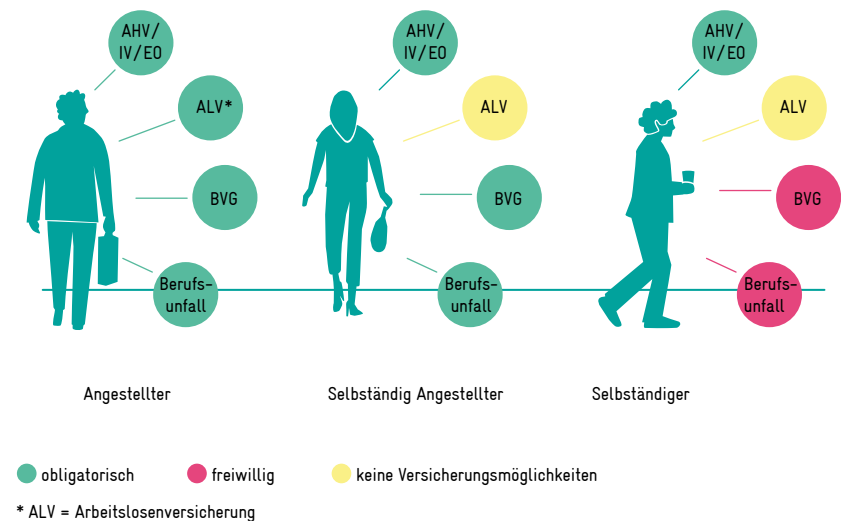 AHV/
IV/EO
ALV*
BVG
Berufs-
unfall
Angestellter
AHV/
IV/EO
ALV
BVG
Berufs-
unfall
Selbständig Angestellter
AHV/
IV/EO
ALV
BVG
Berufs-
unfall
Selbständiger
obligatorisch
freiwillig
keine Versicherungsmöglichkeiten
* ALV = Arbeitslosenversicherung